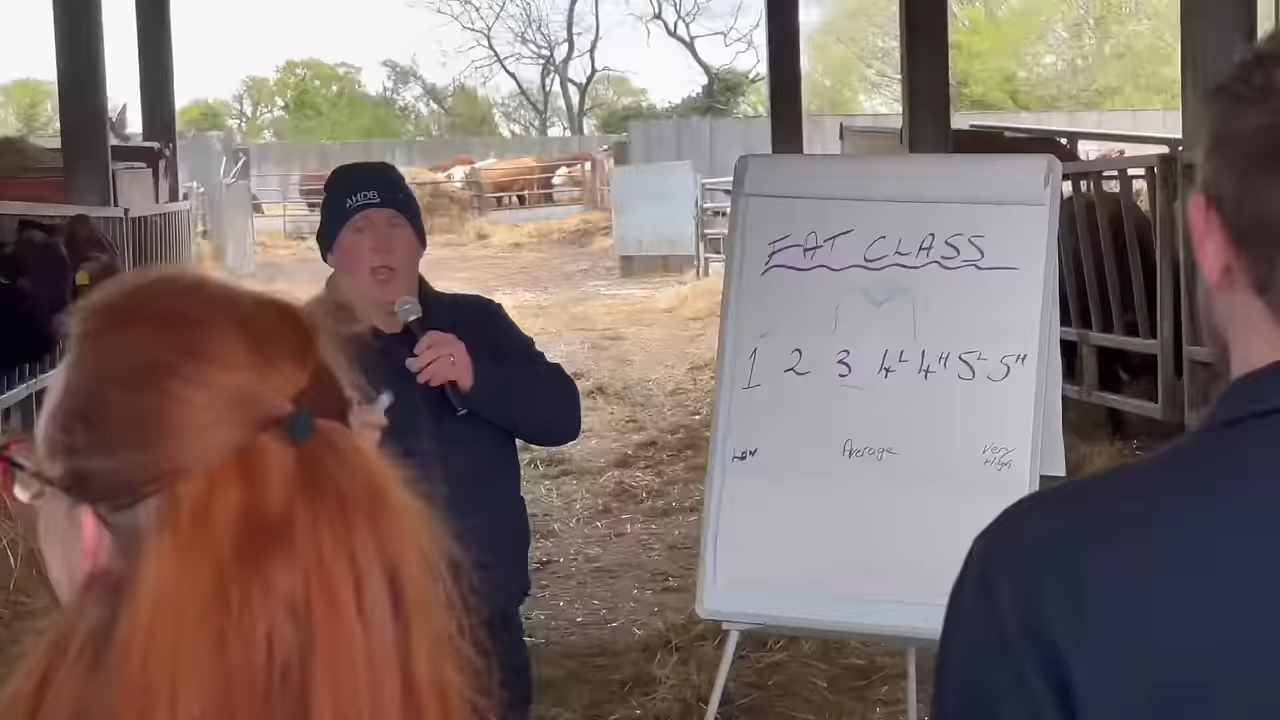 AHDB
FAT CLASS
1 2 3 4L 4H 5L 5H
Low Average Very
High